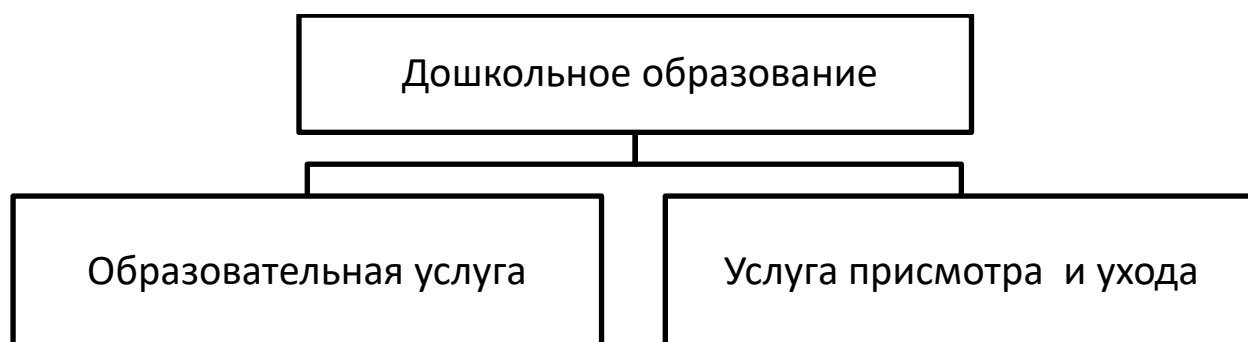 Дошкольное образование
Образовательная услуга
Услуга присмотра  и ухода